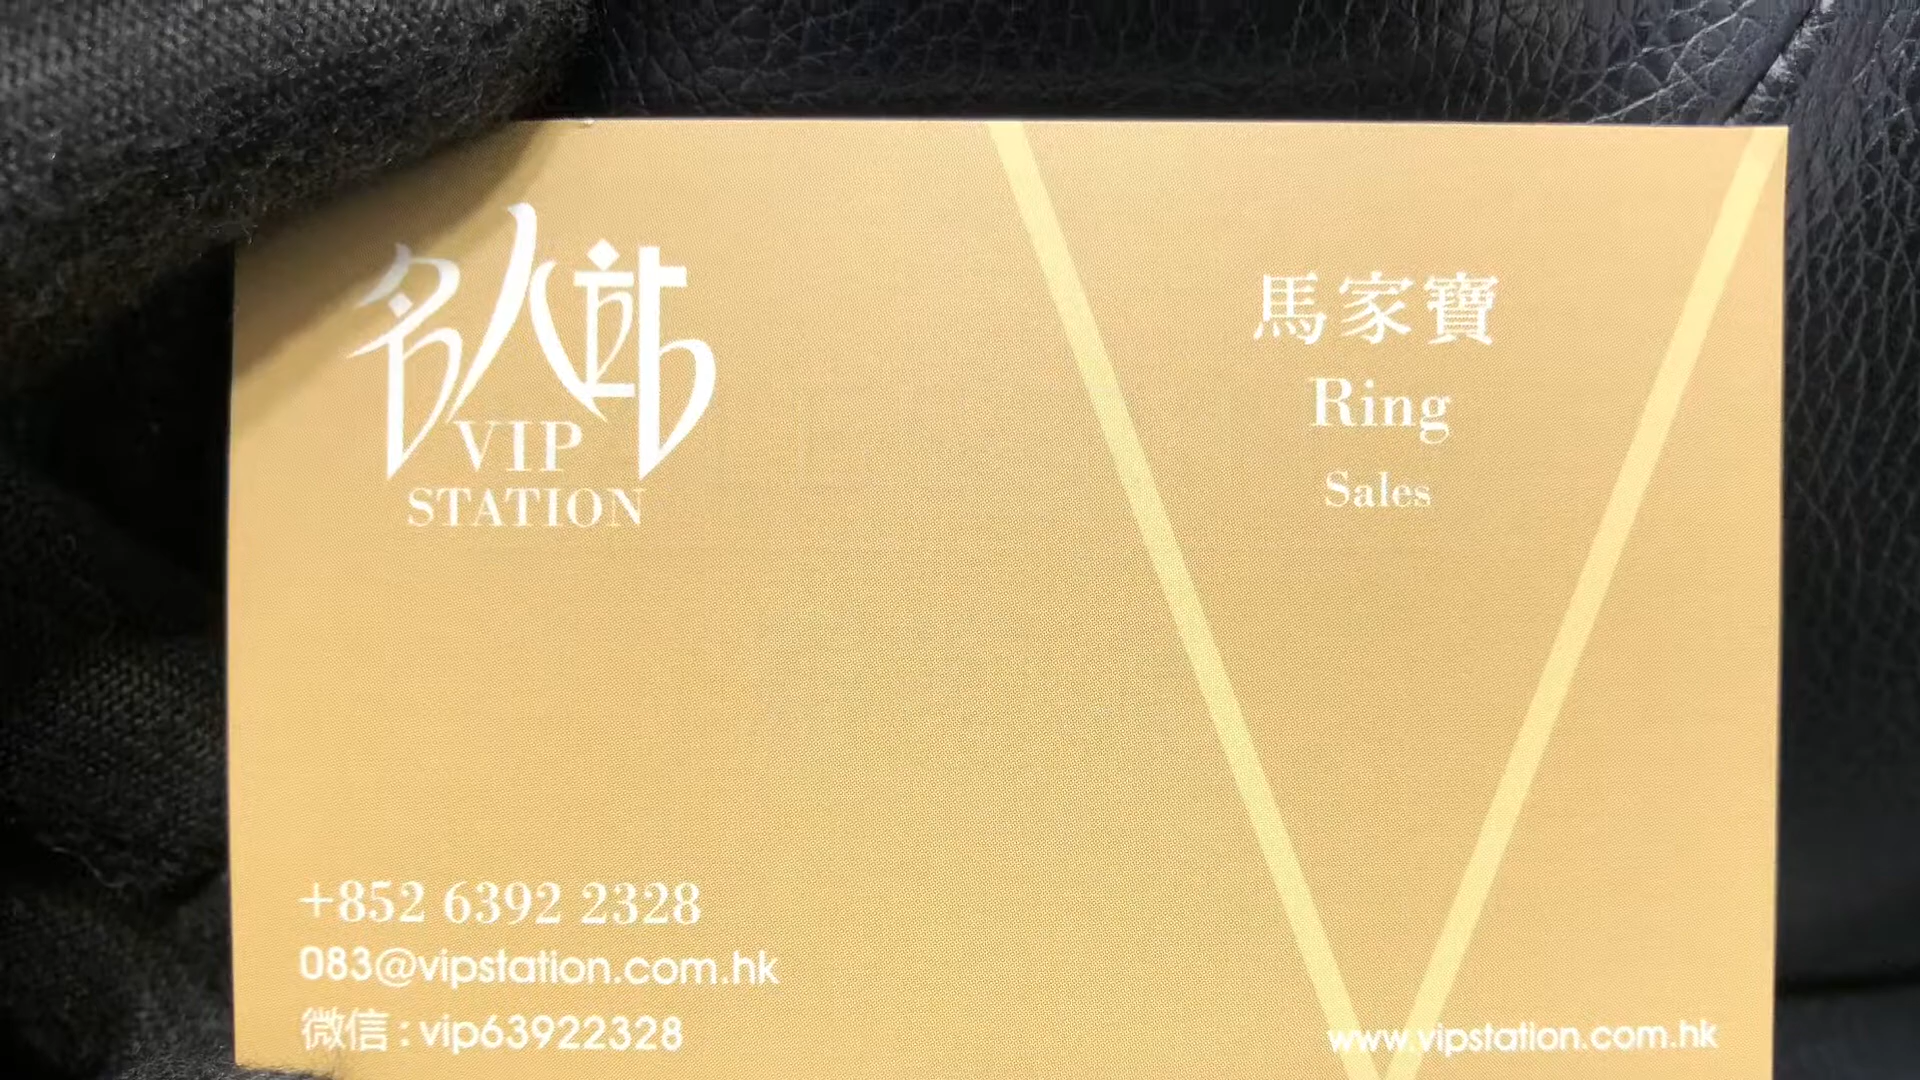 名人站
VIP
STATION
馬家寶
Ring
Sales
+852 6392 2328
083@vipstation.com.hk
微信 : vip63922328
www.vipstation.com.hk